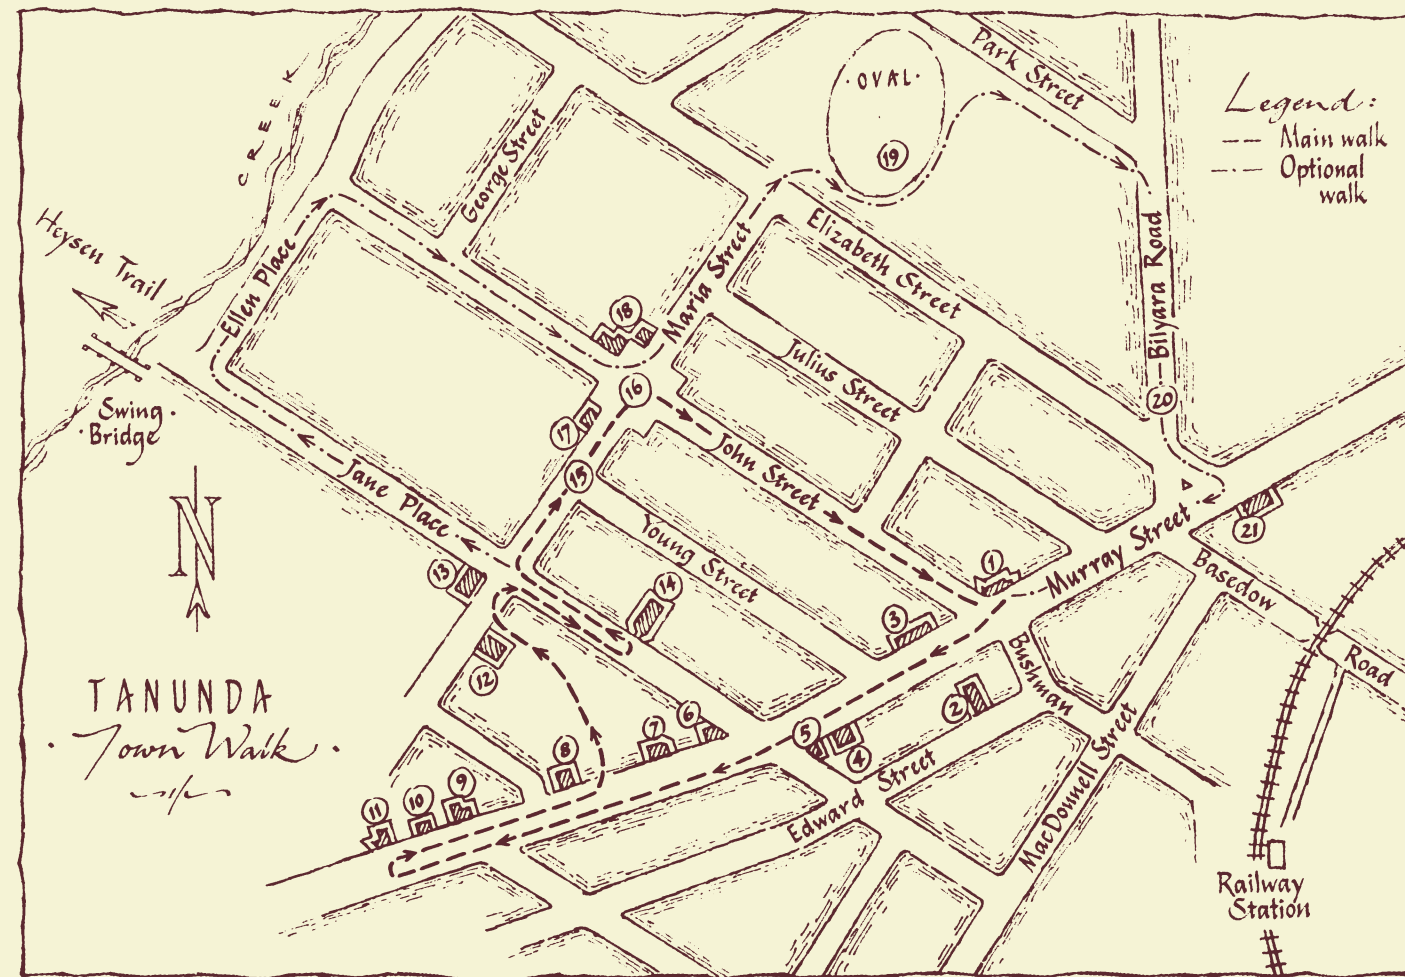 Park Street
OVAL
19
Legend:
Main walk
Optional
walk
CREEK
George Street
Heysen Trail
Ellen Place
Maria Street
Elizabeth Street
Bilyara Road
18
Julius Street
16
20
Swing
Bridge
17
John Street
15
Jane Place
N
21
Young Street
1
Murray Street
Basedow
Road
13
14
3
12
Bushman
Street
2
TANUNDA
Town Walk
6
7
5
4
8
9
10
11
Edward Street
MacDonnell
Railway
Station